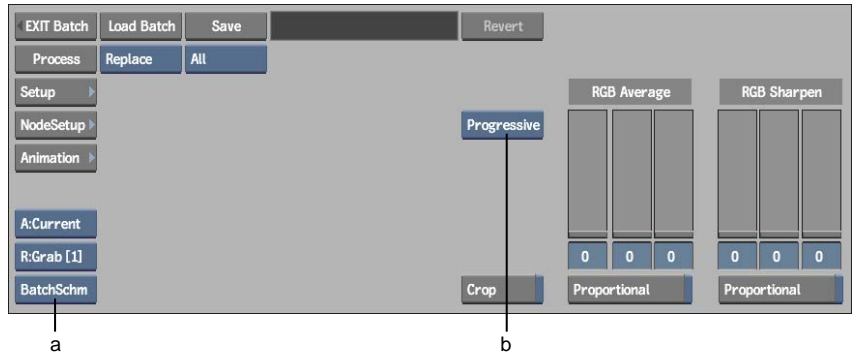 EXIT Batch Load Batch Save Revert
Process Replace All
Setup RGB Average RGB Sharpen
NodeSetup Progressive
Animation
A:Current
R:Grab [1] 0 0 0 0 0 0
BatchSchm Crop Proportional Proportional
a b